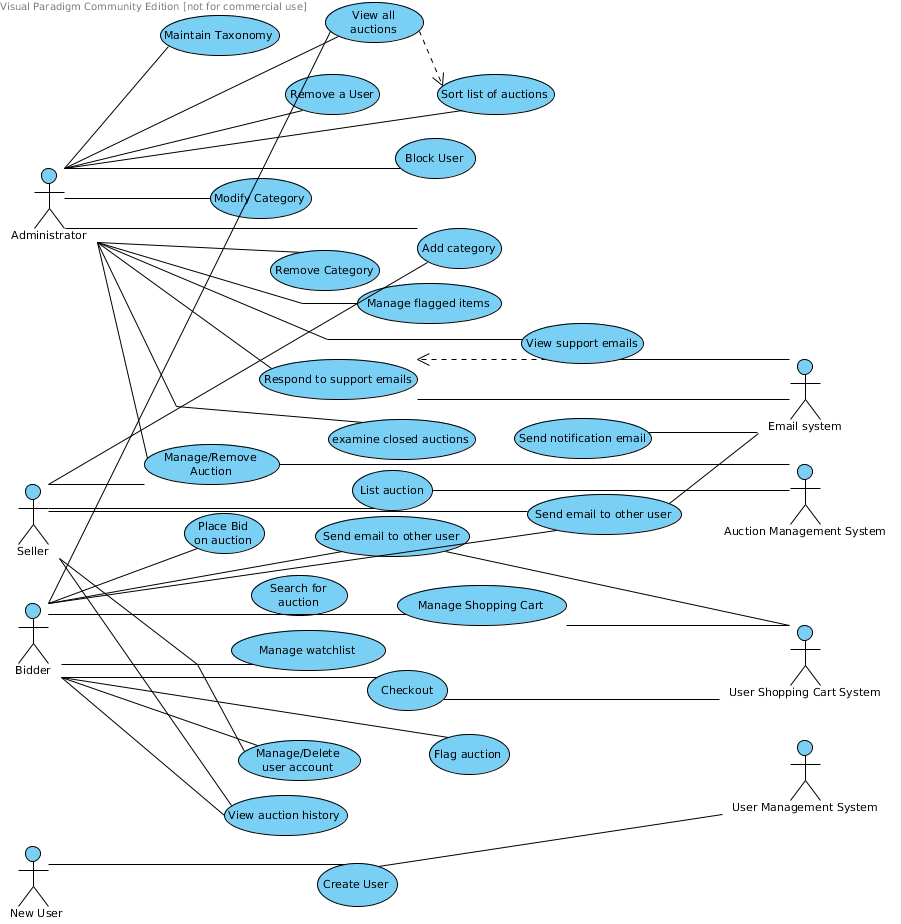 Visual Paradigm Community Edition [not for commercial use]
View all
auctions
Maintain Taxonomy
Remove a User
Sort list of auctions
Block User
Modify Category
Administrator
Add category
Remove Category
Manage flagged items
View support emails
Respond to support emails
Email system
examine closed auctions
Send notification email
Manage/Remove
Auction
List auction
Send email to other user
Auction Management System
Place Bid
on auction
Send email to other user
Seller
Search for
auction
Manage Shopping Cart
Manage watchlist
Bidder
Checkout
User Shopping Cart System
Manage/Delete
user account
Flag auction
User Management System
View auction history
Create User
New User